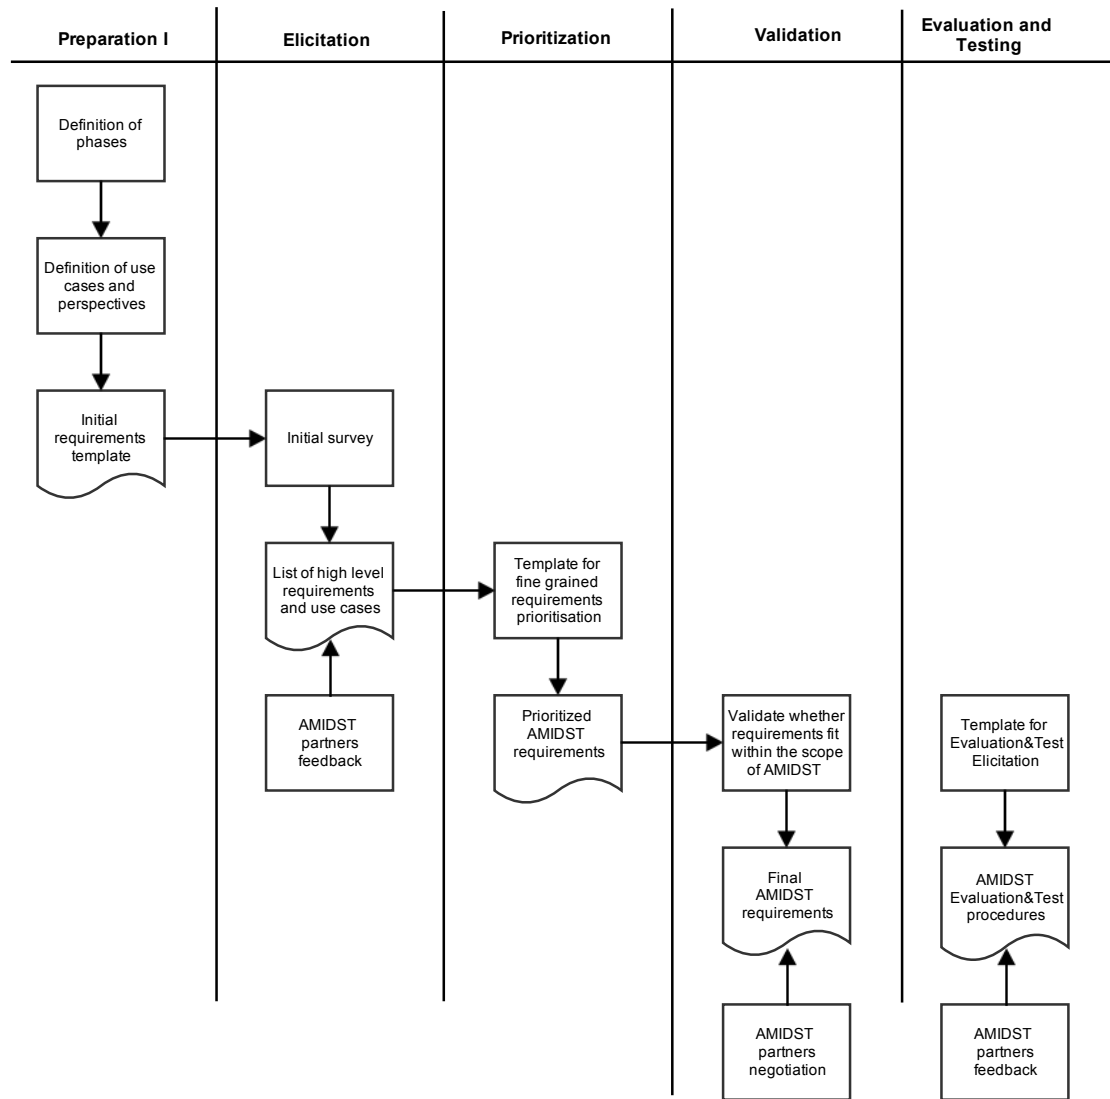 Preparation I
Elicitation
Prioritization
Validation
Evaluation and
Testing
Definition of
phases
Definition of use
cases and
perspectives
Initial
requirements
template
Initial survey
List of high level
requirements
and use cases
AMIDST
partners
feedback
Template for
fine grained
requirements
prioritisation
Prioritized
AMIDST
requirements
Validate whether
requirements fit
within the scope
of AMIDST
Final
AMIDST
requirements
AMIDST
partners
negotiation
Template for
Evaluation&Test
Elicitation
AMIDST
Evaluation&Test
procedures
AMIDST
partners
feedback